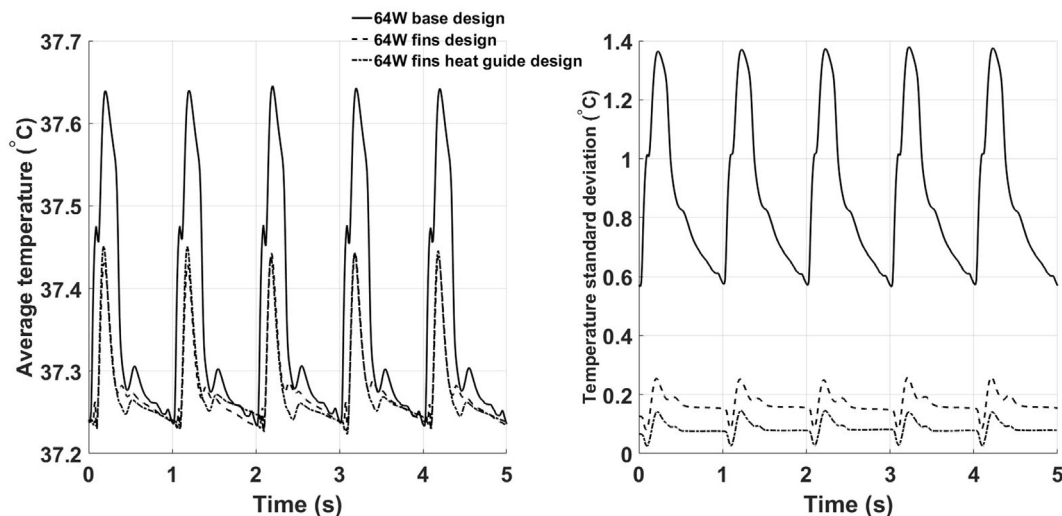 64W base design
64W fins design
64W fins heat guide design
37.7
37.6
37.5
37.4
37.3
37.2
Average temperature (°C)
0 1 2 3 4 5
Time (s)
1.4
1.2
1
0.8
0.6
0.4
0.2
0
Temperature standard deviation (°C)
0 1 2 3 4 5
Time (s)